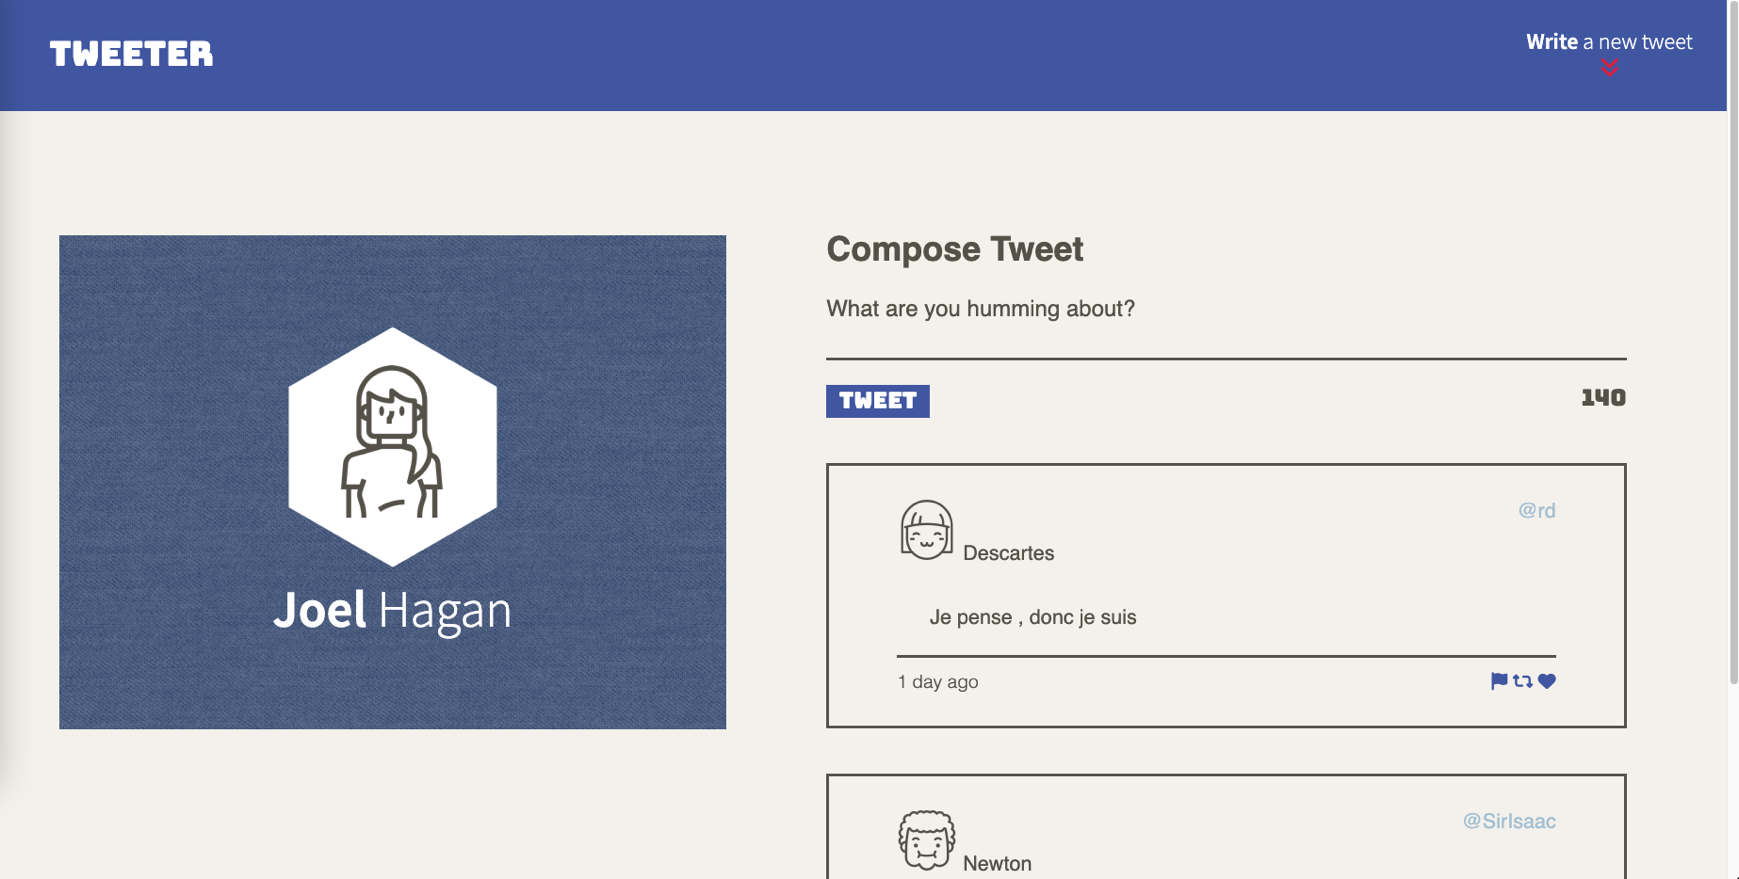 TWEETER
Write a new tweet
Joel Hagan
Compose Tweet
What are you humming about?
TWEET
140
@rd
Descartes
Je pense , donc je suis
1 day ago
@SirIsaac
Newton